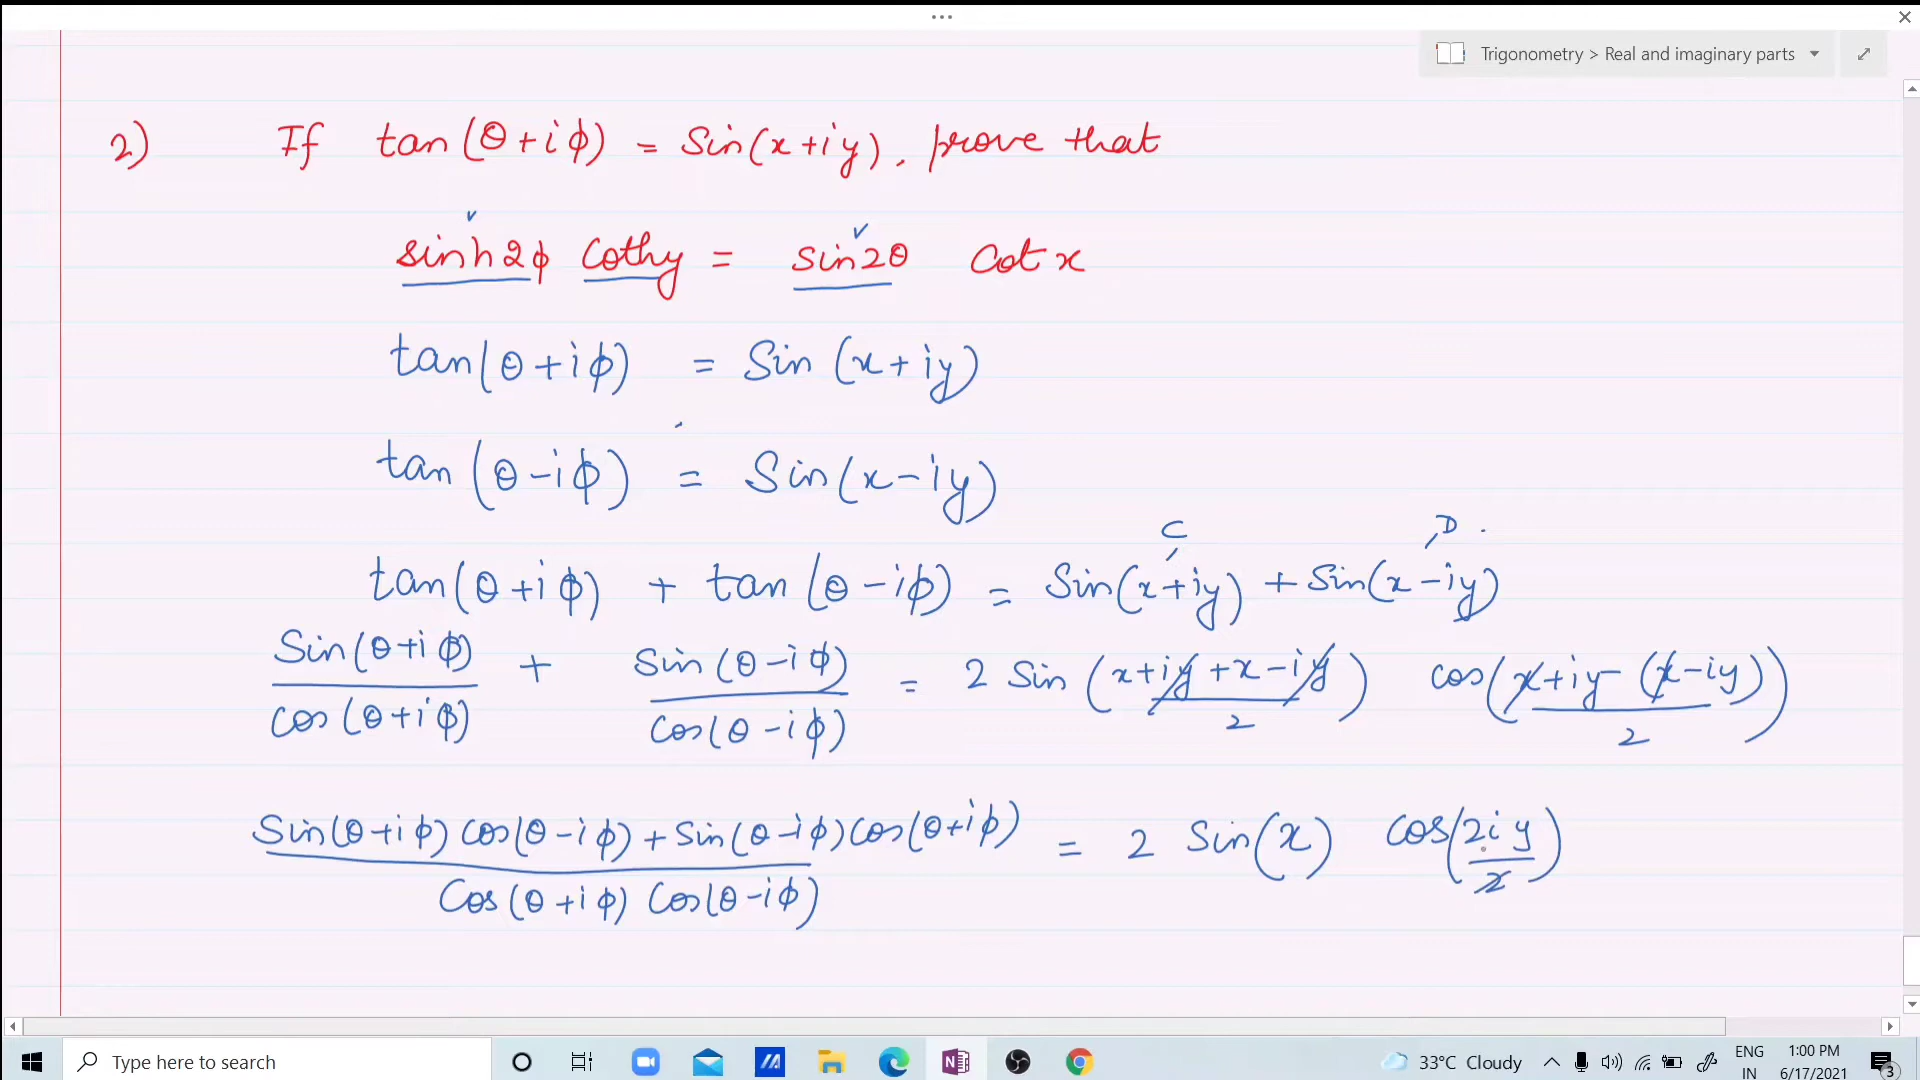 Trigonometry > Real and imaginary parts
2) If tan(θ+iϕ) = Sin(x+iy), prove that
sinh2ϕ Cothy = sin2θ Cot x
tan(θ+iϕ) = Sin(x+iy)
tan(θ-iϕ) = Sin(x-iy)
C D
tan(θ+iϕ) + tan(θ-iϕ) = Sin(x+iy) + Sin(x-iy)
Sin(θ+iϕ)/cos(θ+iϕ) + Sin(θ-iϕ)/cos(θ-iϕ) = 2 Sin((x+iy+x-iy)/2) cos((x+iy-(x-iy))/2)
(Sin(θ+iϕ) cos(θ-iϕ) + Sin(θ-iϕ) cos(θ+iϕ))/(Cos(θ+iϕ) Cos(θ-iϕ)) = 2 Sin(x) cos(2iy/2)
Type here to search
33°C Cloudy
ENG
IN
1:00 PM
6/17/2021
3